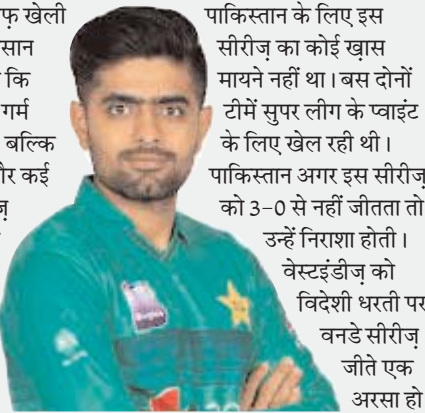 फ़ खेली
सान
कि
गर्म
बल्कि
और कई
ज़
पाकिस्तान के लिए इस
सीरीज़ का कोई ख़ास
मायने नहीं था। बस दोनों
टीमें सुपर लीग के प्वाइंट
के लिए खेल रही थी।
पाकिस्तान अगर इस सीरीज़
को 3-0 से नहीं जीतता तो
उन्हें निराशा होती।
वेस्टइंडीज़ को
विदेशी धरती पर
वनडे सीरीज़
जीते एक
अरसा हो